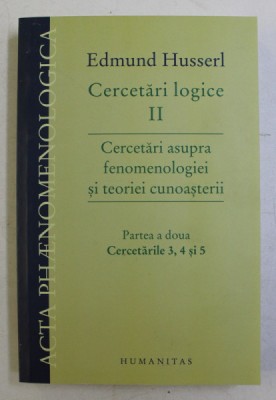 ACTA PHÆNOMENOLOGICA
Edmund Husserl
Cercetări logice
II
Cercetări asupra
fenomenologiei
și teoriei cunoașterii
Partea a doua
Cercetările 3, 4 și 5
HUMANITAS